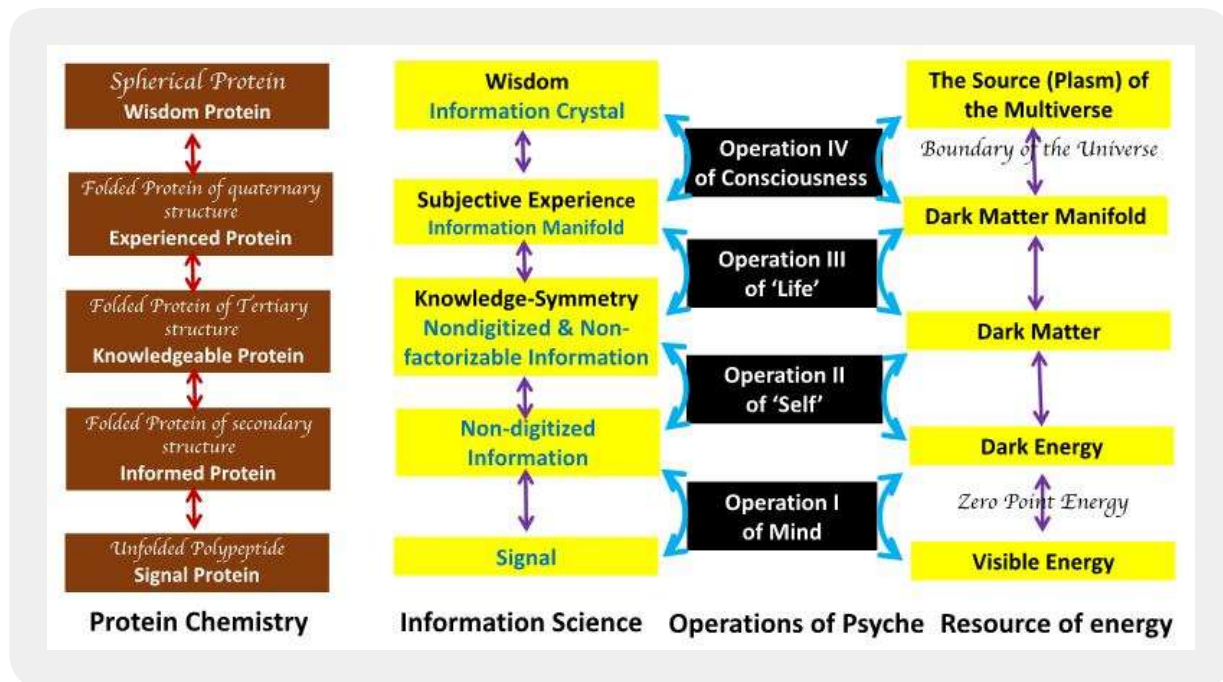 Spherical Protein
Wisdom Protein
Folded Protein of quaternary
structure
Experienced Protein
Folded Protein of Tertiary
structure
Knowledgeable Protein
Folded Protein of secondary
structure
Informed Protein
Unfolded Polypeptide
Signal Protein
Protein Chemistry
Wisdom
Information Crystal
Subjective Experience
Information Manifold
Knowledge-Symmetry
Nondigitized & Non-
factorizable Information
Non-digitized
Information
Signal
Information Science
Operation IV
of Consciousness
Operation III
of ‘Life’
Operation II
of ‘Self’
Operation I
of Mind
Operations of Psyche
The Source (Plasm) of
the Multiverse
Boundary of the Universe
Dark Matter Manifold
Dark Matter
Dark Energy
Zero Point Energy
Visible Energy
Resource of energy